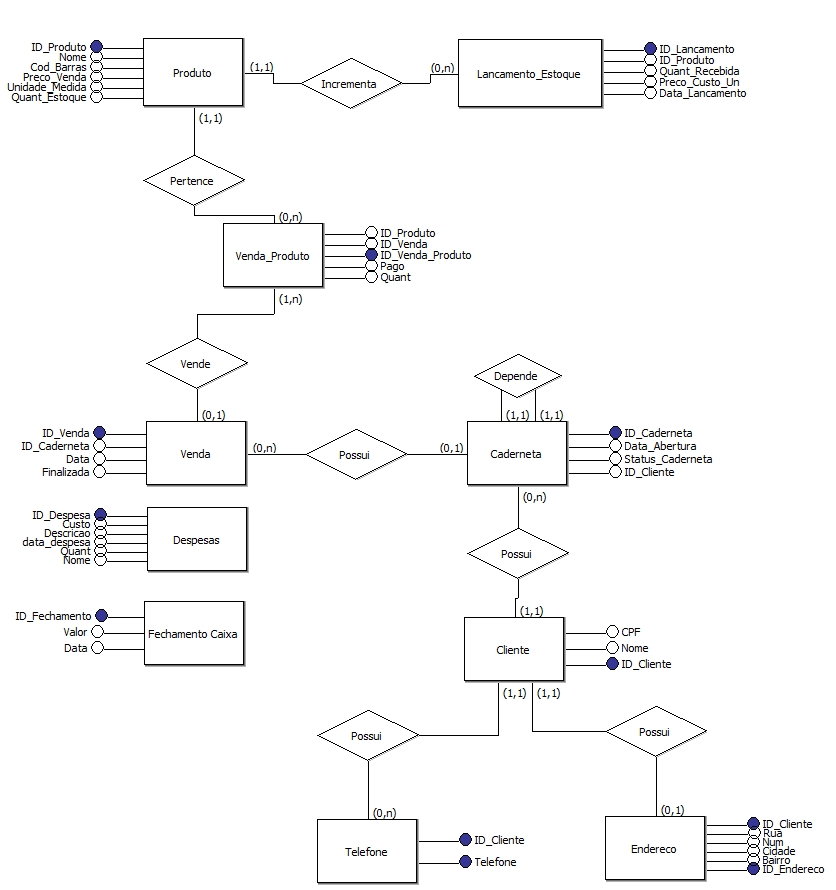 ID_Produto
Nome
Cod_Barras
Preco_Venda
Unidade_Medida
Quant_Estoque
Produto
(1,1)
Incrementa
(0,n)
Lancamento_Estoque
ID_Lancamento
ID_Produto
Quant_Recebida
Preco_Custo_Un
Data_Lancamento
(1,1)
Pertence
(0,n)
Venda_Produto
ID_Produto
ID_Venda
ID_Venda_Produto
Pago
Quant
(1,n)
Vende
(0,1)
ID_Venda
ID_Caderneta
Data
Finalizada
Venda
(0,n)
Possui
(0,1)
Depende
(1,1)
(1,1)
Caderneta
ID_Caderneta
Data_Abertura
Status_Caderneta
ID_Cliente
(0,n)
ID_Despesa
Custo
Descricao
data_despesa
Quant
Nome
Despesas
Possui
(1,1)
ID_Fechamento
Valor
Data
Fechamento Caixa
Cliente
CPF
Nome
ID_Cliente
(1,1)
(1,1)
Possui
Possui
(0,n)
(0,1)
Telefone
ID_Cliente
Telefone
Endereco
ID_Cliente
Rua
Num
Cidade
Bairro
ID_Endereco